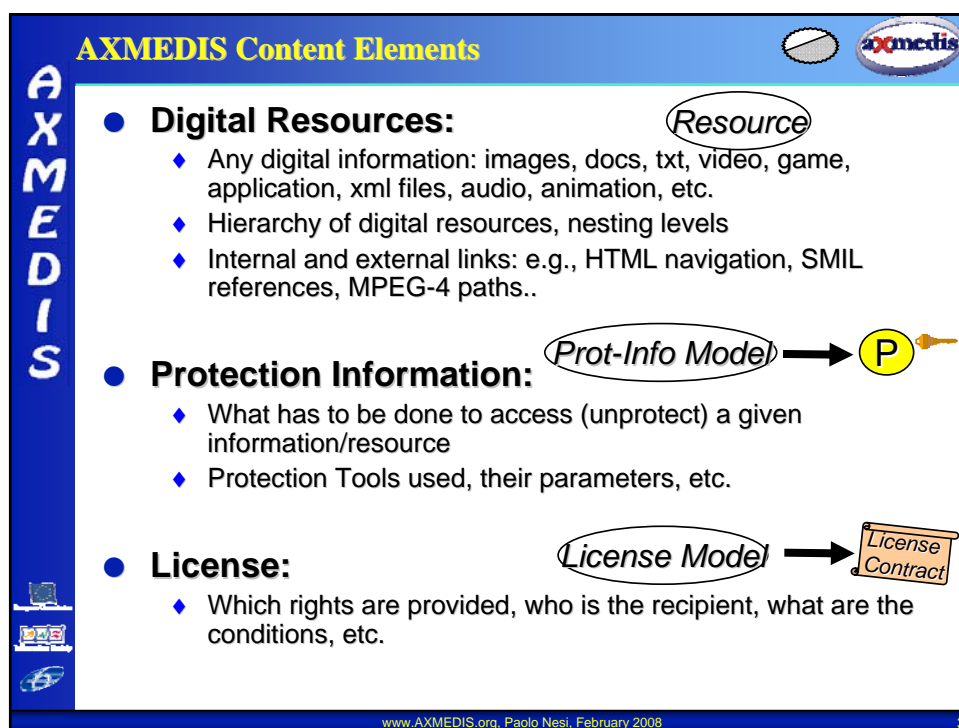 AXMEDIS Content Elements
axmedis
AXMEDIS
Digital Resources:
Resource
Any digital information: images, docs, txt, video, game,
application, xml files, audio, animation, etc.
Hierarchy of digital resources, nesting levels
Internal and external links: e.g., HTML navigation, SMIL
references, MPEG-4 paths..
Prot-Info Model
P
Protection Information:
What has to be done to access (unprotect) a given
information/resource
Protection Tools used, their parameters, etc.
License Model
License
Contract
License:
Which rights are provided, who is the recipient, what are the
conditions, etc.
www.AXMEDIS.org, Paolo Nesi, February 2008